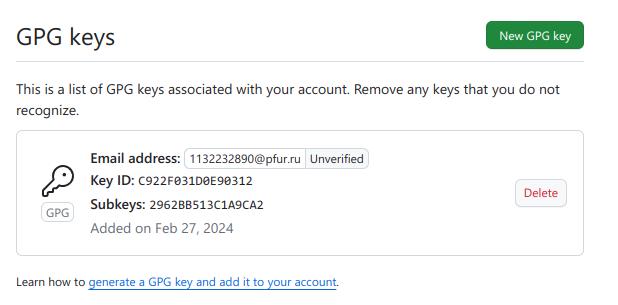 GPG keys
New GPG key
This is a list of GPG keys associated with your account. Remove any keys that you do not
recognize.
Email address: 1132232890@pfur.ru Unverified
Key ID: C922F031D0E90312
GPG
Subkeys: 2962BB513C1A9CA2
Added on Feb 27, 2024
Delete
Learn how to generate a GPG key and add it to your account.